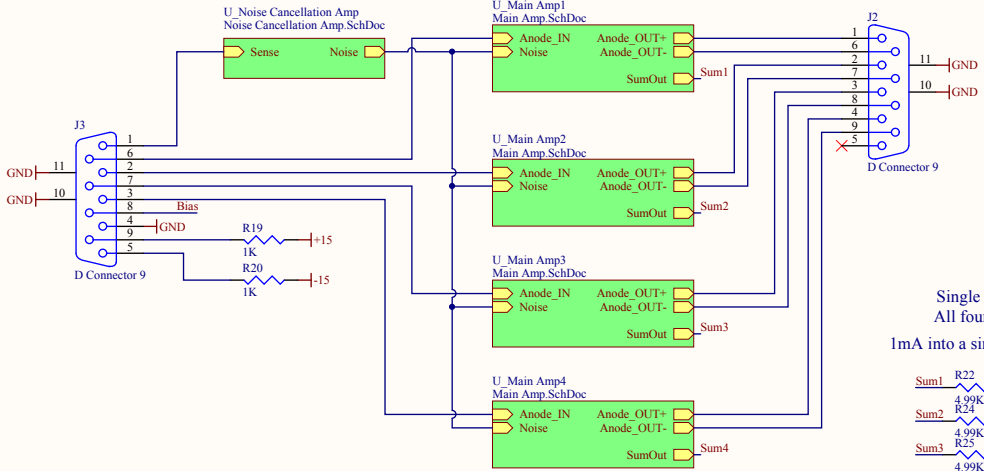 U_Noise Cancellation Amp
Noise Cancellation Amp.SchDoc
Sense
Noise
U_Main Amp1
Main Amp.SchDoc
Anode_IN
Noise
Anode_OUT+
Anode_OUT-
SumOut
Sum1
J2
1
6
2
7
3
8
4
9
5
11
GND
10
GND
D Connector 9
J3
1
6
2
7
3
8
4
9
5
GND
11
GND
10
Bias
GND
D Connector 9
R19
1K
+15
R20
1K
-15
U_Main Amp2
Main Amp.SchDoc
Anode_IN
Noise
Anode_OUT+
Anode_OUT-
SumOut
Sum2
U_Main Amp3
Main Amp.SchDoc
Anode_IN
Noise
Anode_OUT+
Anode_OUT-
SumOut
Sum3
U_Main Amp4
Main Amp.SchDoc
Anode_IN
Noise
Anode_OUT+
Anode_OUT-
SumOut
Sum4
Single
All four
1mA into a sin
Sum1
R22
4.99K
Sum2
R24
4.99K
Sum3
R25
4.99K